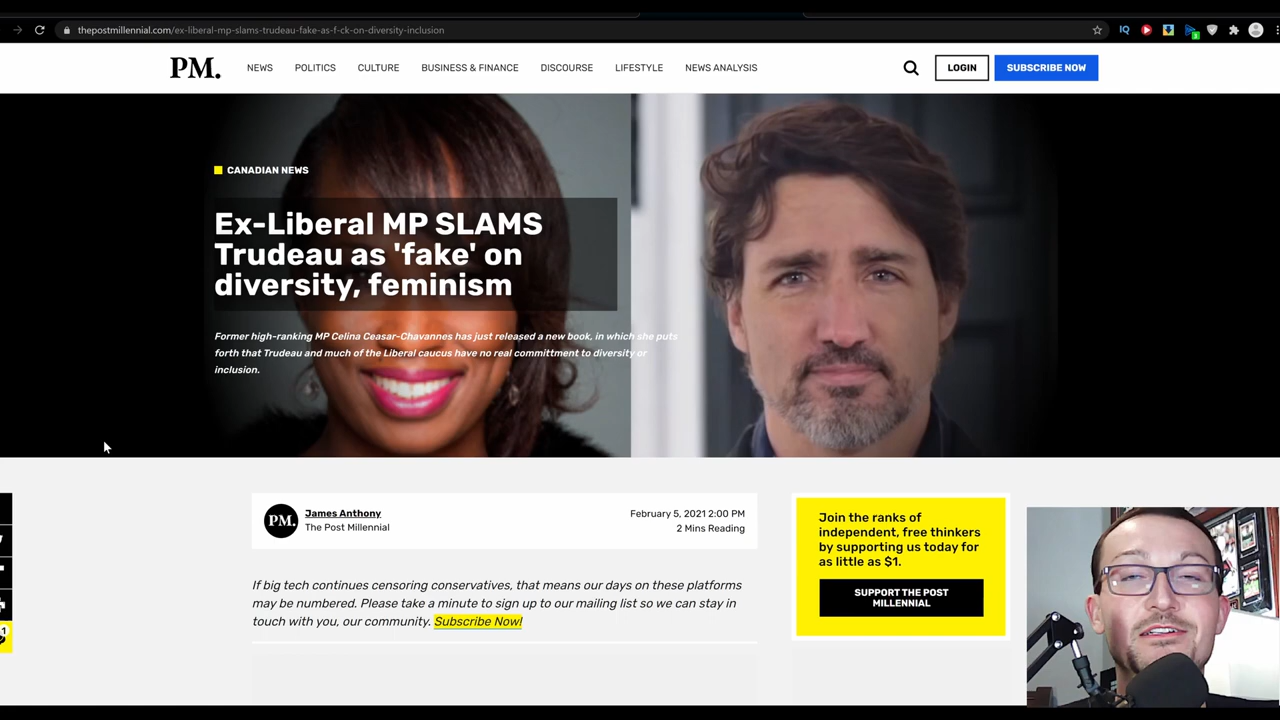 thepostmillennial.com/ex-liberal-mp-slams-trudeau-fake-as-f-ck-on-diversity-inclusion
IQ
3
PM.
NEWS
POLITICS
CULTURE
BUSINESS & FINANCE
DISCOURSE
LIFESTYLE
NEWS ANALYSIS
LOGIN
SUBSCRIBE NOW
CANADIAN NEWS
Ex-Liberal MP SLAMS
Trudeau as 'fake' on
diversity, feminism
Former high-ranking MP Celina Ceasar-Chavannes has just released a new book, in which she puts
forth that Trudeau and much of the Liberal caucus have no real committment to diversity or
inclusion.
PM.
James Anthony
The Post Millennial
February 5, 2021 2:00 PM
2 Mins Reading
If big tech continues censoring conservatives, that means our days on these platforms
may be numbered. Please take a minute to sign up to our mailing list so we can stay in
touch with you, our community. Subscribe Now!
Join the ranks of
independent, free thinkers
by supporting us today for
as little as $1.
SUPPORT THE POST
MILLENNIAL
1